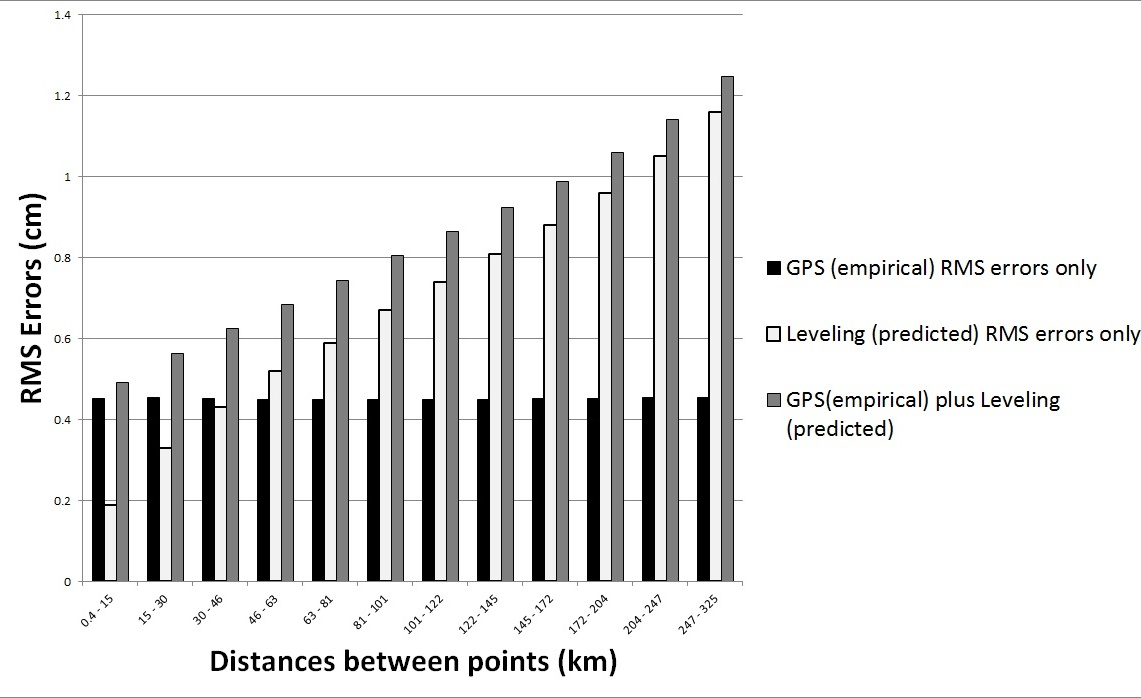 1.4
1.2
1
0.8
0.6
0.4
0.2
0
RMS Errors (cm)
0.4 - 15
15 - 30
30 - 46
46 - 63
63 - 81
81 - 101
101 - 122
122 - 145
145 - 172
172 - 204
204 - 247
247 - 325
Distances between points (km)
GPS (empirical) RMS errors only
Leveling (predicted) RMS errors only
GPS(empirical) plus Leveling
(predicted)